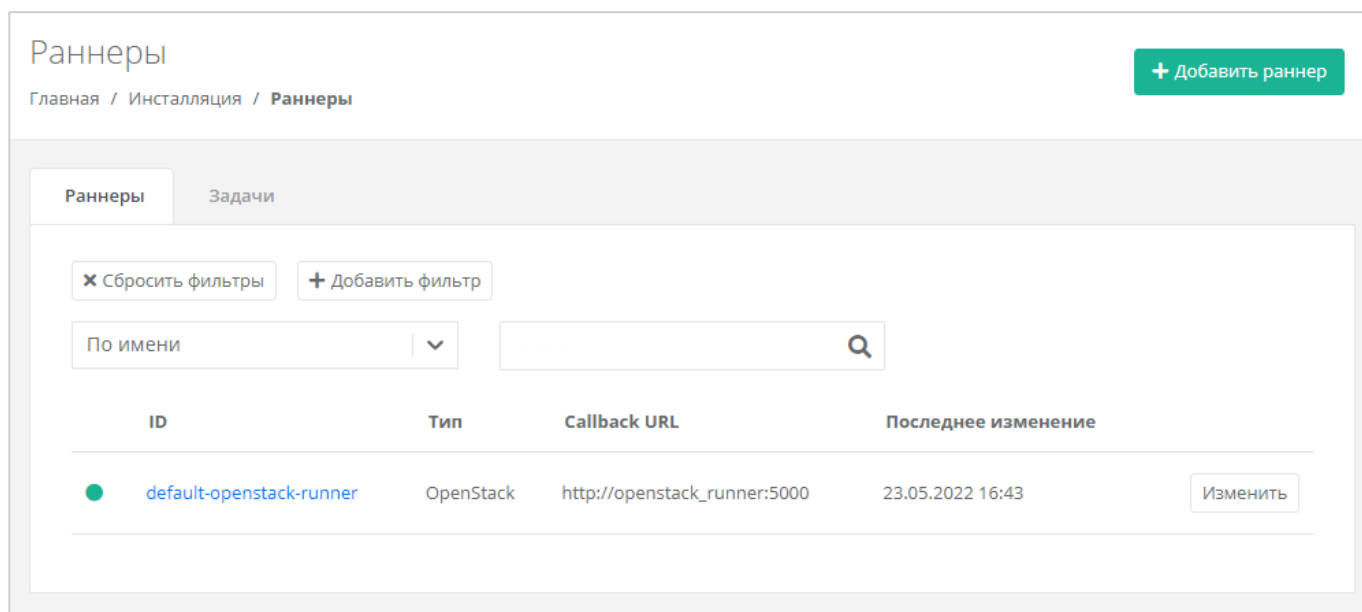 Раннеры
+ Добавить раннер
Главная / Инсталляция / Раннеры
Раннеры Задачи
× Сбросить фильтры + Добавить фильтр
По имени
ID Тип Callback URL Последнее изменение
default-openstack-runner OpenStack http://openstack_runner:5000 23.05.2022 16:43 Изменить